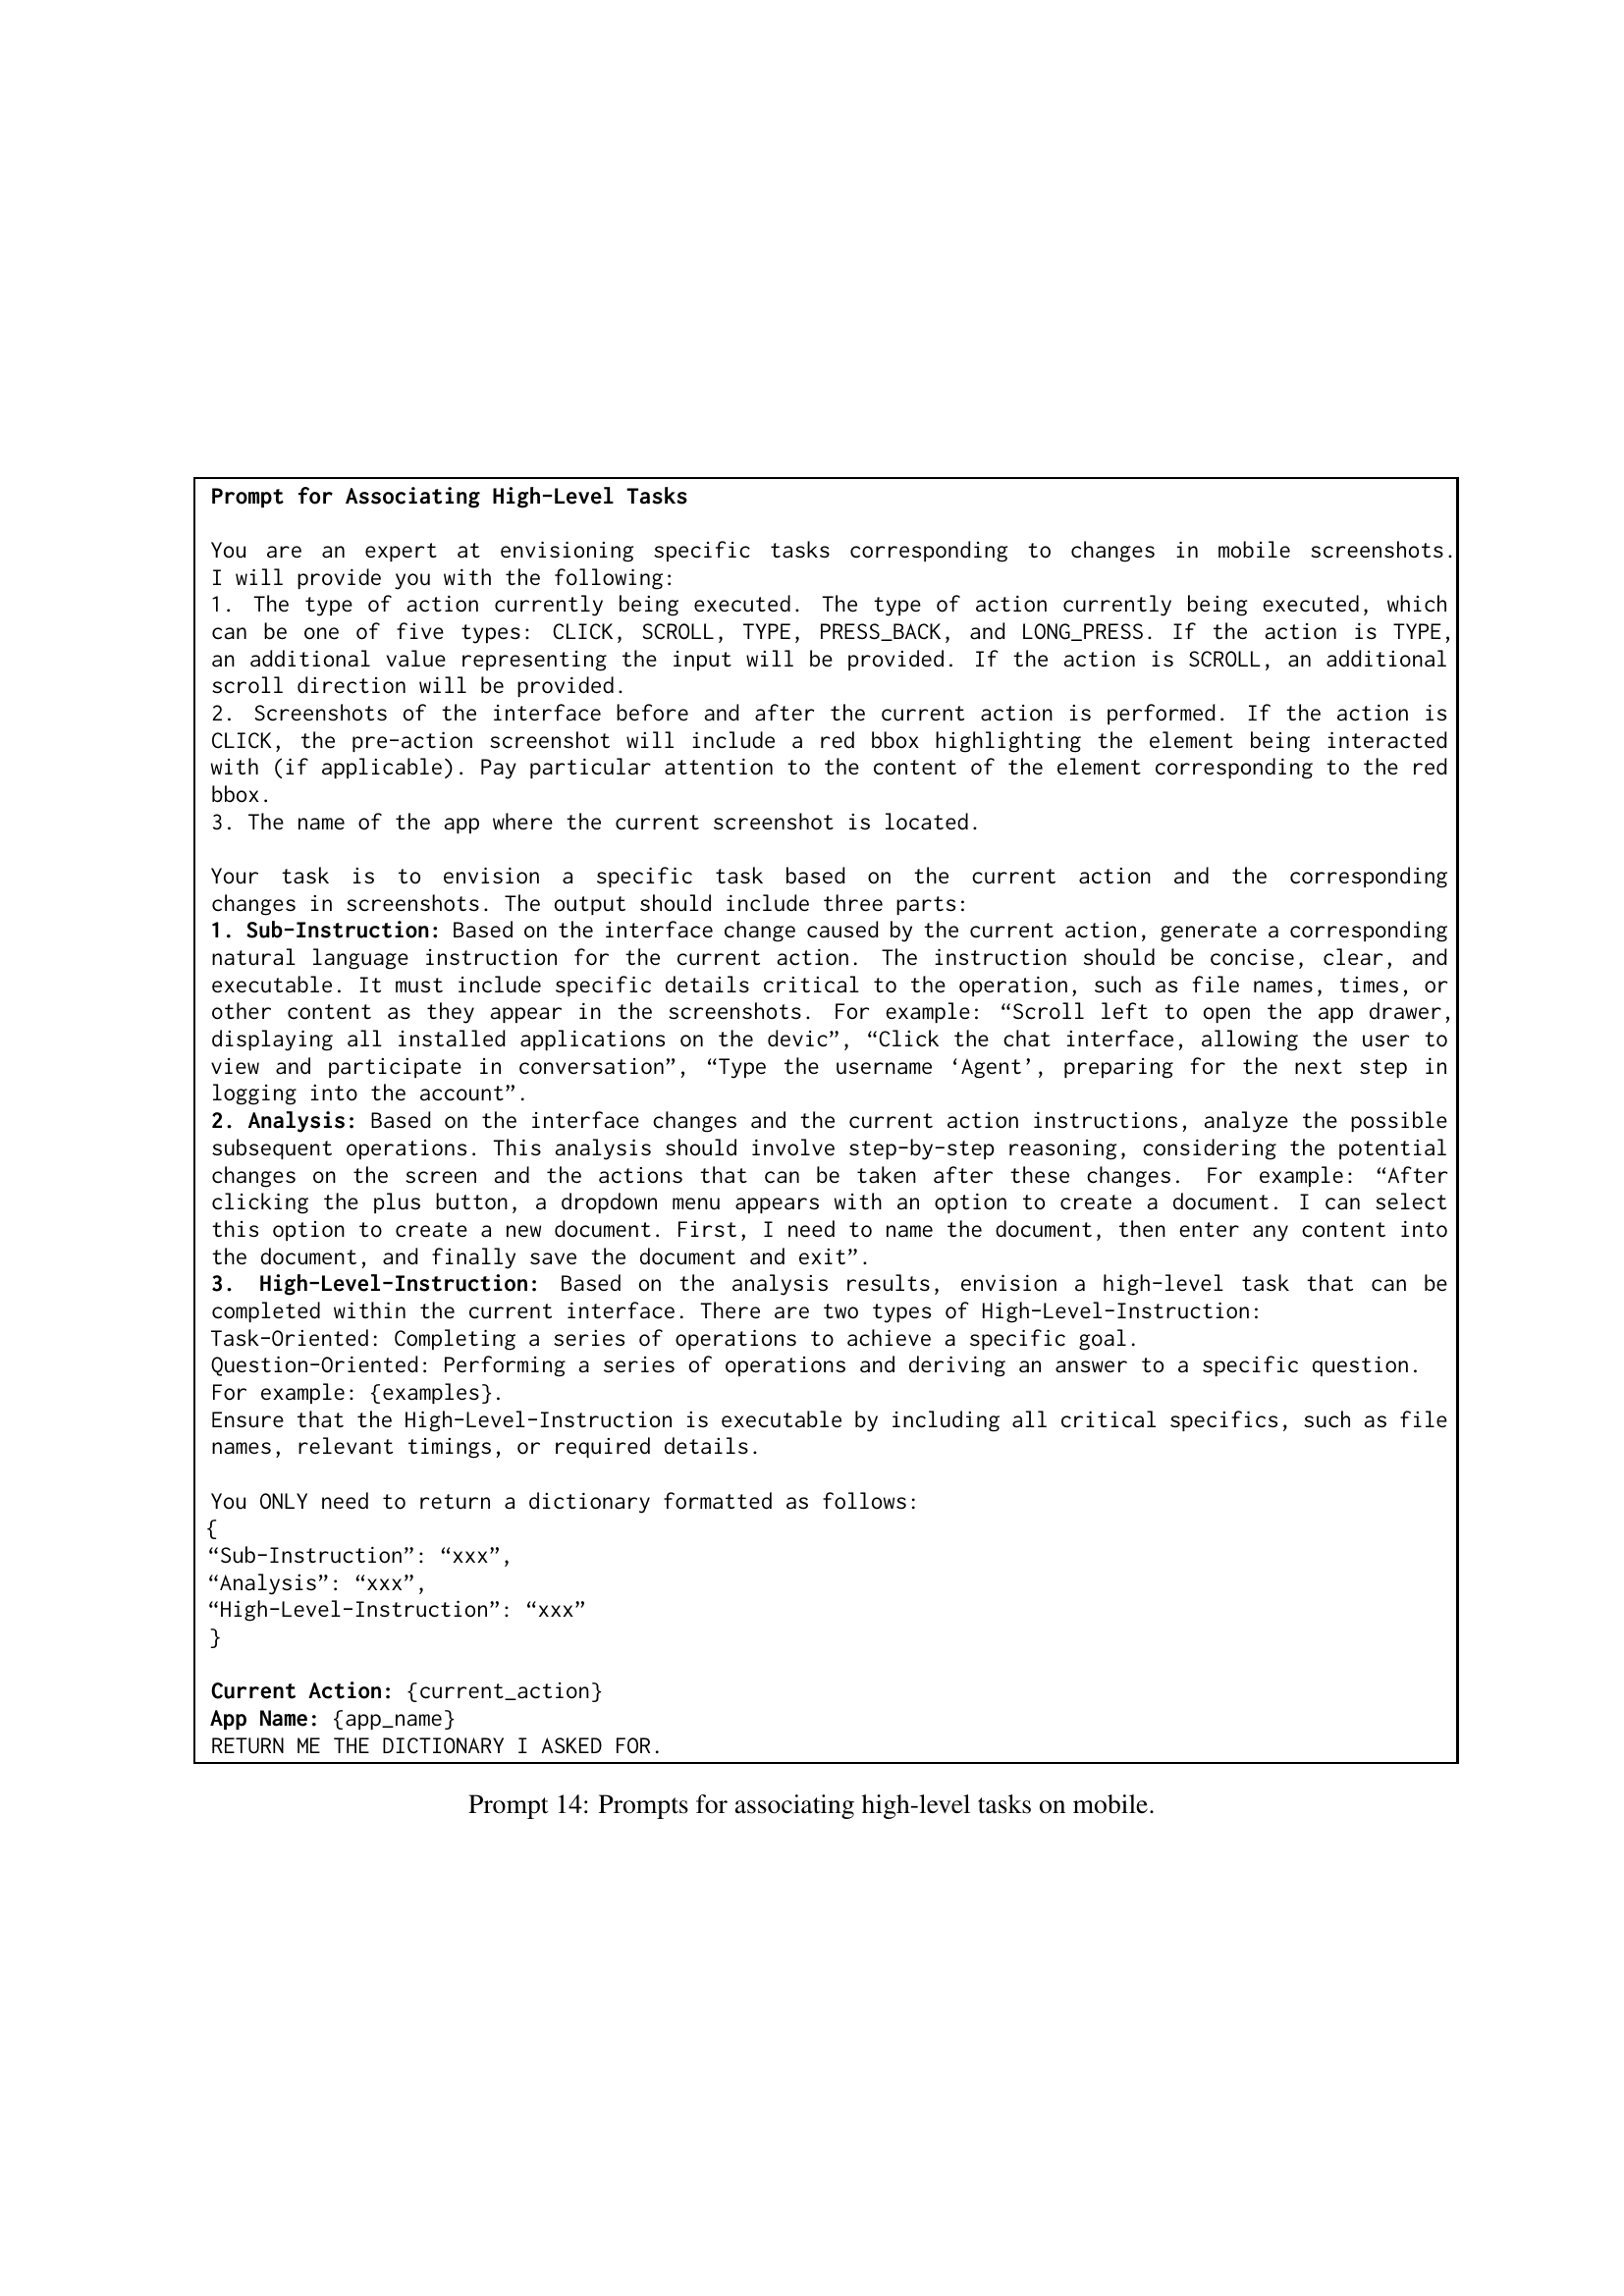 Prompt for Associating High-Level Tasks
You are an expert at envisioning specific tasks corresponding to changes in mobile screenshots.
I will provide you with the following:
1. The type of action currently being executed. The type of action currently being executed, which
can be one of five types: CLICK, SCROLL, TYPE, PRESS_BACK, and LONG_PRESS. If the action is TYPE,
an additional value representing the input will be provided. If the action is SCROLL, an additional
scroll direction will be provided.
2. Screenshots of the interface before and after the current action is performed. If the action is
CLICK, the pre-action screenshot will include a red bbox highlighting the element being interacted
with (if applicable). Pay particular attention to the content of the element corresponding to the red
bbox.
3. The name of the app where the current screenshot is located.
Your task is to envision a specific task based on the current action and the corresponding
changes in screenshots. The output should include three parts:
1. Sub-Instruction: Based on the interface change caused by the current action, generate a corresponding
natural language instruction for the current action. The instruction should be concise, clear, and
executable. It must include specific details critical to the operation, such as file names, times, or
other content as they appear in the screenshots. For example: “Scroll left to open the app drawer,
displaying all installed applications on the devic”, “Click the chat interface, allowing the user to
view and participate in conversation”, “Type the username ‘Agent’, preparing for the next step in
logging into the account”.
2. Analysis: Based on the interface changes and the current action instructions, analyze the possible
subsequent operations. This analysis should involve step-by-step reasoning, considering the potential
changes on the screen and the actions that can be taken after these changes. For example: “After
clicking the plus button, a dropdown menu appears with an option to create a document. I can select
this option to create a new document. First, I need to name the document, then enter any content into
the document, and finally save the document and exit”.
3. High-Level-Instruction: Based on the analysis results, envision a high-level task that can be
completed within the current interface. There are two types of High-Level-Instruction:
Task-Oriented: Completing a series of operations to achieve a specific goal.
Question-Oriented: Performing a series of operations and deriving an answer to a specific question.
For example: {examples}.
Ensure that the High-Level-Instruction is executable by including all critical specifics, such as file
names, relevant timings, or required details.
You ONLY need to return a dictionary formatted as follows:
{
“Sub-Instruction”: “xxx”,
“Analysis”: “xxx”,
“High-Level-Instruction”: “xxx”
}
Current Action: {current_action}
App Name: {app_name}
RETURN ME THE DICTIONARY I ASKED FOR.
Prompt 14: Prompts for associating high-level tasks on mobile.